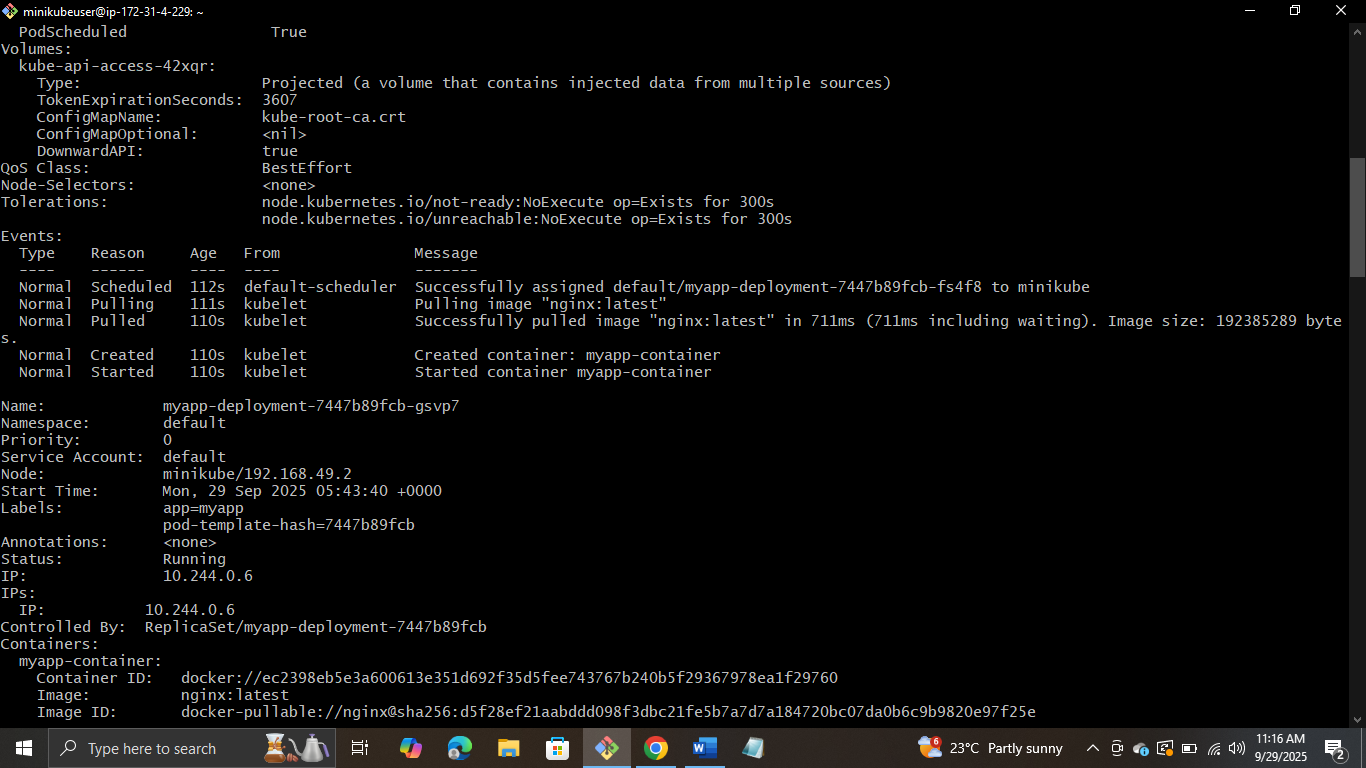 minikubeuser@ip-172-31-4-229: ~
  PodScheduled                True
Volumes:
  kube-api-access-42xqr:
    Type:                    Projected (a volume that contains injected data from multiple sources)
    TokenExpirationSeconds:  3607
    ConfigMapName:           kube-root-ca.crt
    ConfigMapOptional:       <nil>
    DownwardAPI:             true
QoS Class:                   BestEffort
Node-Selectors:              <none>
Tolerations:                 node.kubernetes.io/not-ready:NoExecute op=Exists for 300s
                             node.kubernetes.io/unreachable:NoExecute op=Exists for 300s
Events:
  Type    Reason     Age   From               Message
  ----    ------     ----  ----               -------
  Normal  Scheduled  112s  default-scheduler  Successfully assigned default/myapp-deployment-7447b89fcb-fs4f8 to minikube
  Normal  Pulling    111s  kubelet            Pulling image "nginx:latest"
  Normal  Pulled     110s  kubelet            Successfully pulled image "nginx:latest" in 711ms (711ms including waiting). Image size: 192385289 byte
s.
  Normal  Created    110s  kubelet            Created container: myapp-container
  Normal  Started    110s  kubelet            Started container myapp-container
Name:             myapp-deployment-7447b89fcb-gsvp7
Namespace:        default
Priority:         0
Service Account:  default
Node:             minikube/192.168.49.2
Start Time:       Mon, 29 Sep 2025 05:43:40 +0000
Labels:           app=myapp
                  pod-template-hash=7447b89fcb
Annotations:      <none>
Status:           Running
IP:               10.244.0.6
IPs:
  IP:           10.244.0.6
Controlled By:  ReplicaSet/myapp-deployment-7447b89fcb
Containers:
  myapp-container:
    Container ID:   docker://ec2398eb5e3a600613e351d692f35d5fee743767b240b5f29367978ea1f29760
    Image:          nginx:latest
    Image ID:       docker-pullable://nginx@sha256:d5f28ef21aabddd098f3dbc21fe5b7a7d7a184720bc07da0b6c9b9820e97f25e
Type here to search
6
23°C Partly sunny
11:16 AM
9/29/2025
2